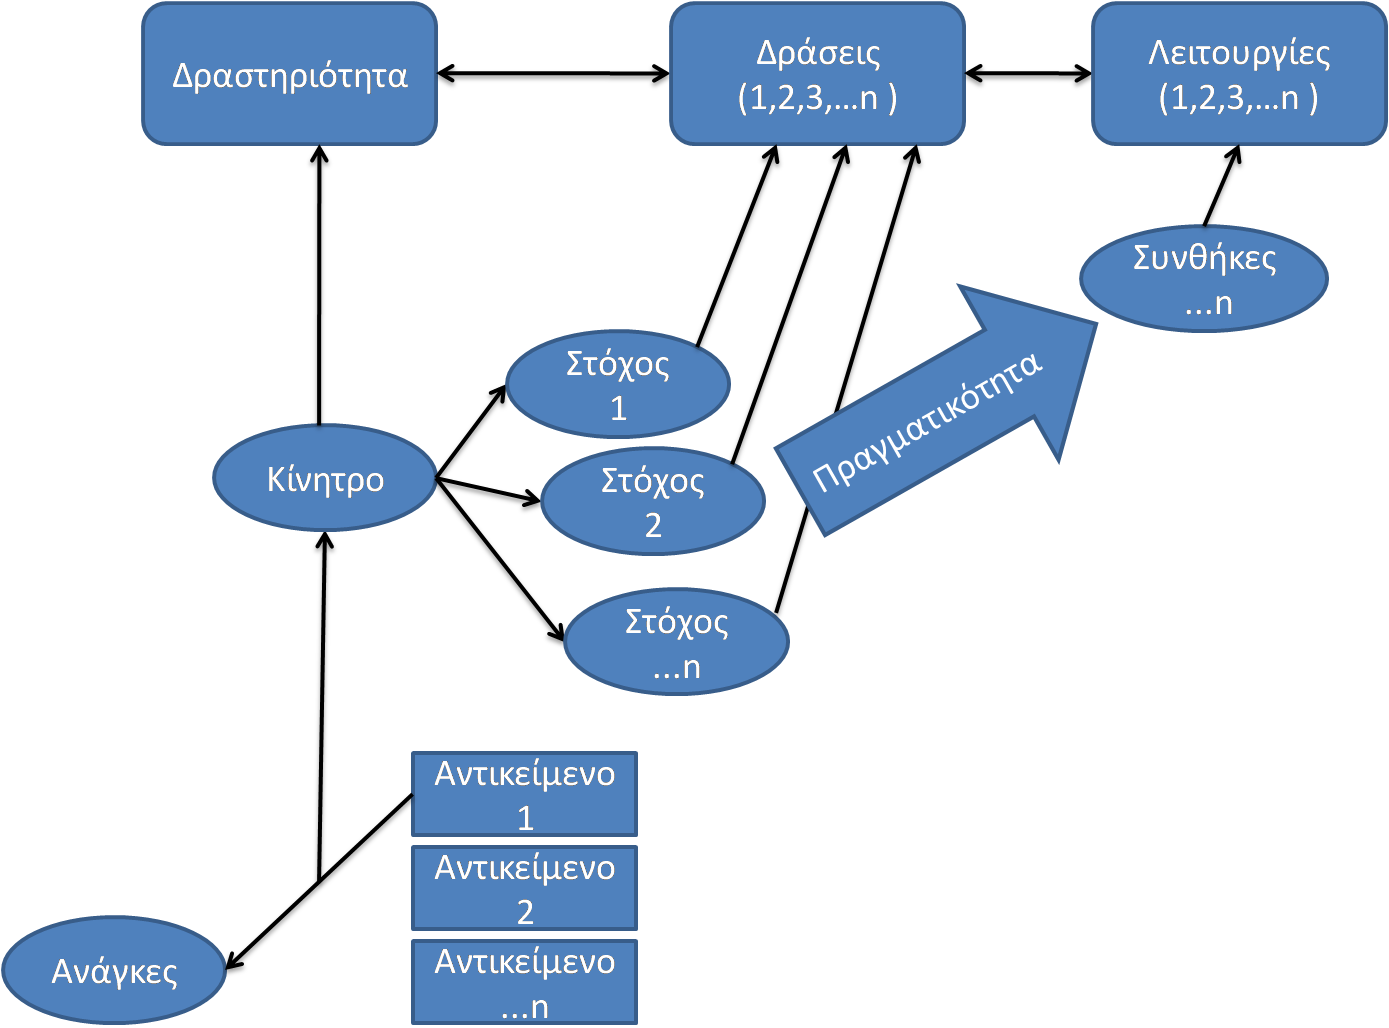 Δραστηριότητα
Δράσεις
(1,2,3,...n )
Λειτουργίες
(1,2,3,...n )
Συνθήκες
...n
Πραγματικότητα
Στόχος
1
Κίνητρο
Στόχος
2
Στόχος
...n
Αντικείμενο
1
Αντικείμενο
2
Αντικείμενο
...n
Ανάγκες